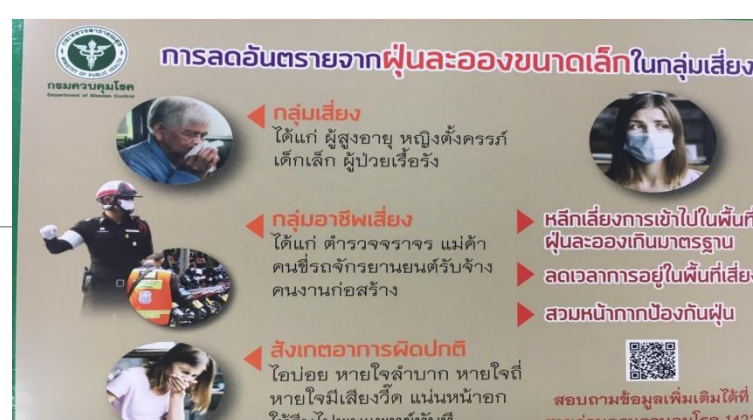 การลดอันตรายจากฝุ่นละอองขนาดเล็กในกลุ่มเสี่ยง
กรมควบคุมโรค
Department of Disease Control
กลุ่มเสี่ยง
ได้แก่ ผู้สูงอายุ หญิงตั้งครรภ์
เด็กเล็ก ผู้ป่วยเรื้อรัง
กลุ่มอาชีพเสี่ยง
ได้แก่ ตำรวจจราจร แม่ค้า
คนขี่รถจักรยานยนต์รับจ้าง
คนงานก่อสร้าง
สังเกตอาการผิดปกติ
ไอบ่อย หายใจลำบาก หายใจถี่
หายใจมีเสียงวี๊ด แน่นหน้าอก
หลีกเลี่ยงการเข้าไปในพื้นที่
ฝุ่นละอองเกินมาตรฐาน
ลดเวลาการอยู่ในพื้นที่เสี่ยง
สวมหน้ากากป้องกันฝุ่น
สอบถามข้อมูลเพิ่มเติมได้ที่